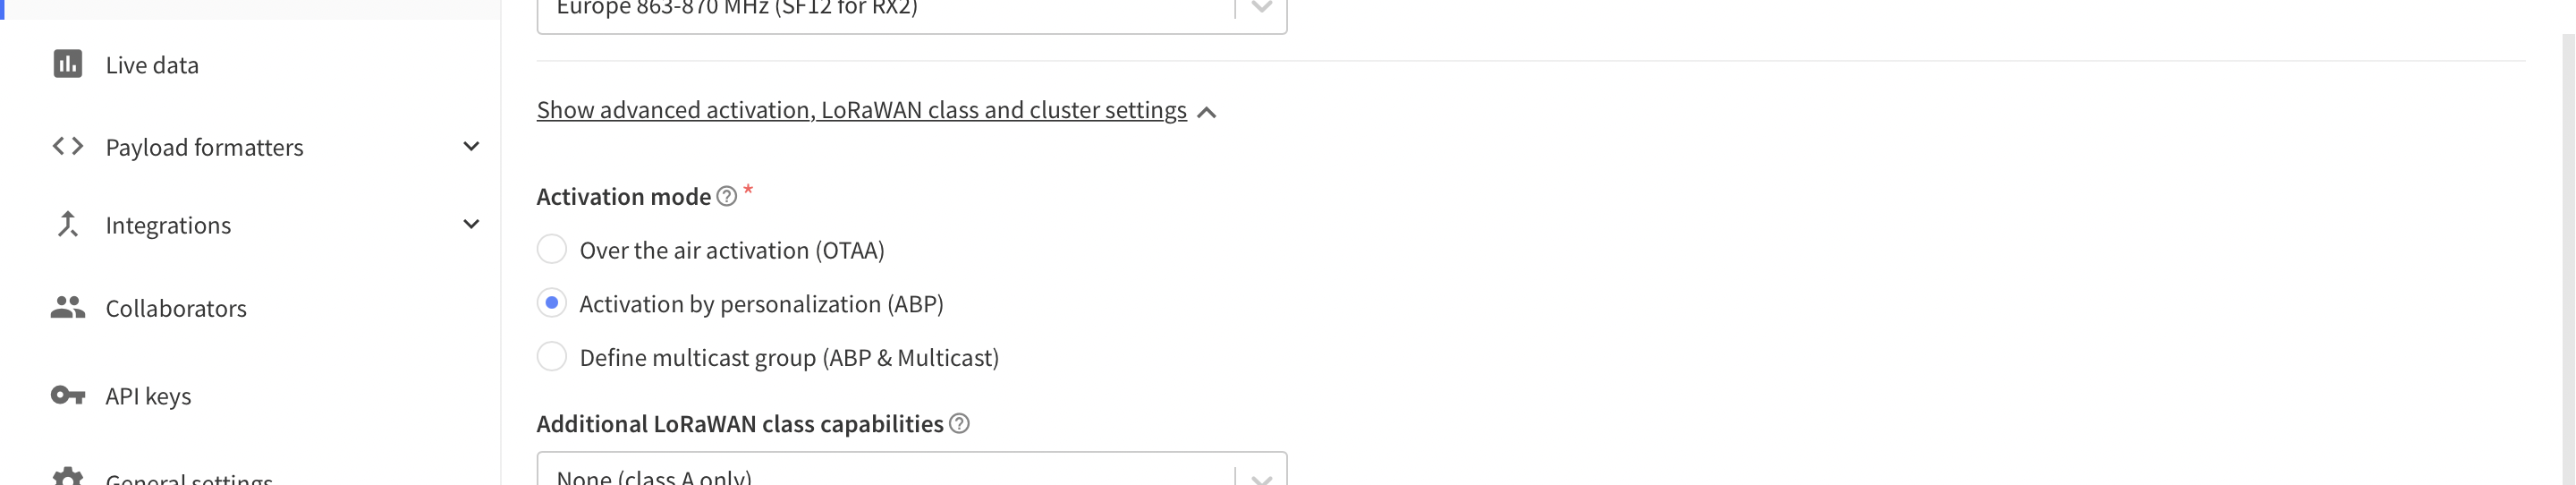 Europe 863-870 MHz (SF12 for RX2)
Live data
Payload formatters
Integrations
Collaborators
API keys
General settings
Show advanced activation, LoRaWAN class and cluster settings
Activation mode ? *
Over the air activation (OTAA)
Activation by personalization (ABP)
Define multicast group (ABP & Multicast)
Additional LoRaWAN class capabilities ?
None (class A only)